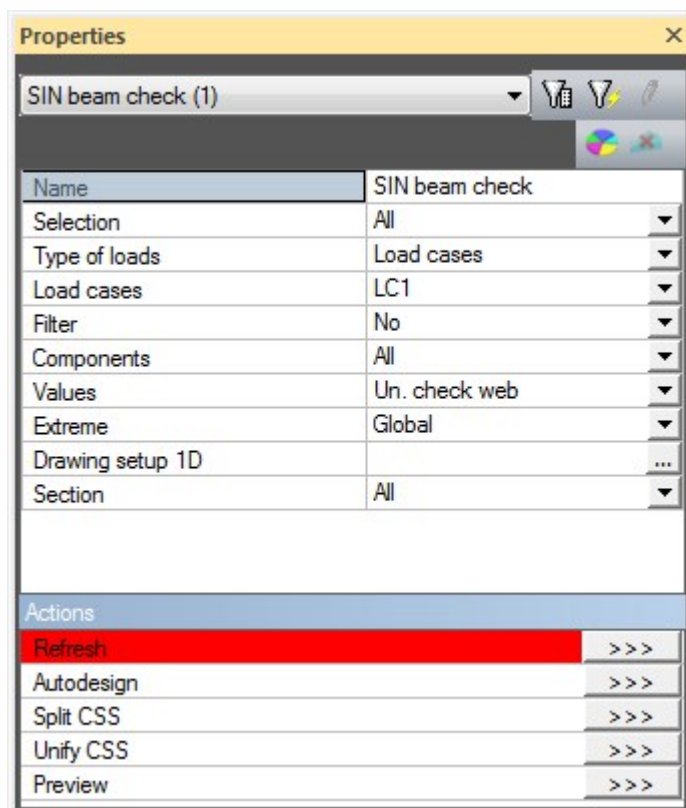 Properties
SIN beam check (1)
Name SIN beam check
Selection All
Type of loads Load cases
Load cases LC1
Filter No
Components All
Values Un. check web
Extreme Global
Drawing setup 1D ...
Section All
Actions
Refresh >>>
Autodesign >>>
Split CSS >>>
Unify CSS >>>
Preview >>>